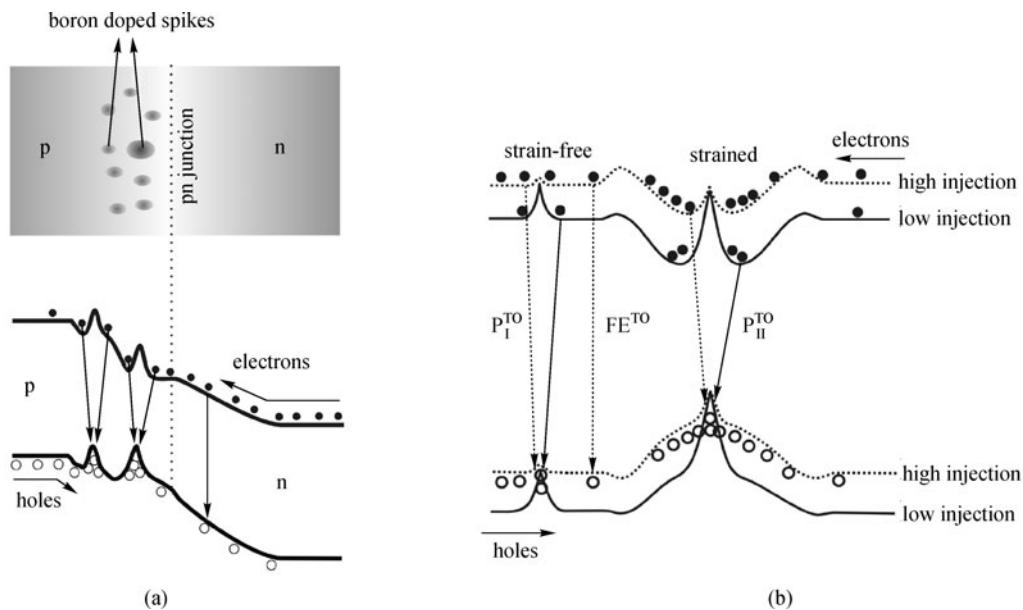 boron doped spikes
p
pn junction
n
electrons
p
n
holes
(a)
electrons
strain-free
strained
high injection
low injection
P_I^TO
FE^TO
P_II^TO
high injection
low injection
holes
(b)